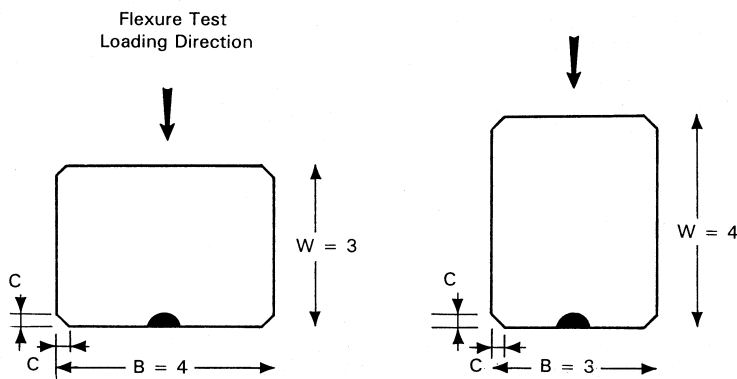 Flexure Test
Loading Direction
W = 3
C
C
B = 4
W = 4
C
C
B = 3